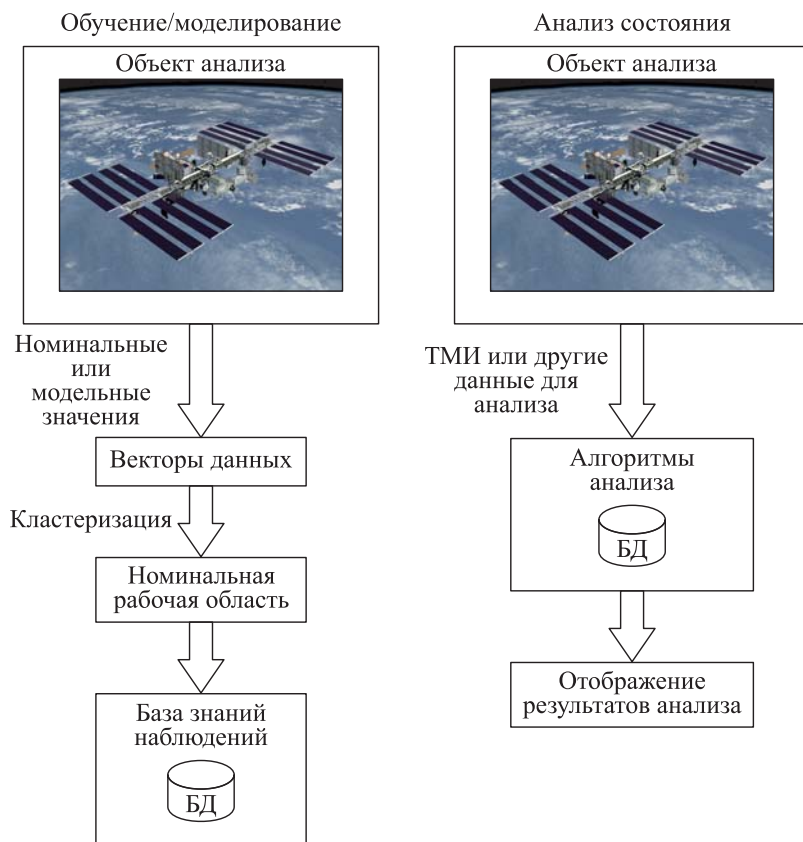 Обучение/моделирование
Объект анализа
Номинальные
или
модельные
значения
Векторы данных
Кластеризация
Номинальная
рабочая область
База знаний
наблюдений
БД
Анализ состояния
Объект анализа
ТМИ или другие
данные для
анализа
Алгоритмы
анализа
БД
Отображение
результатов анализа